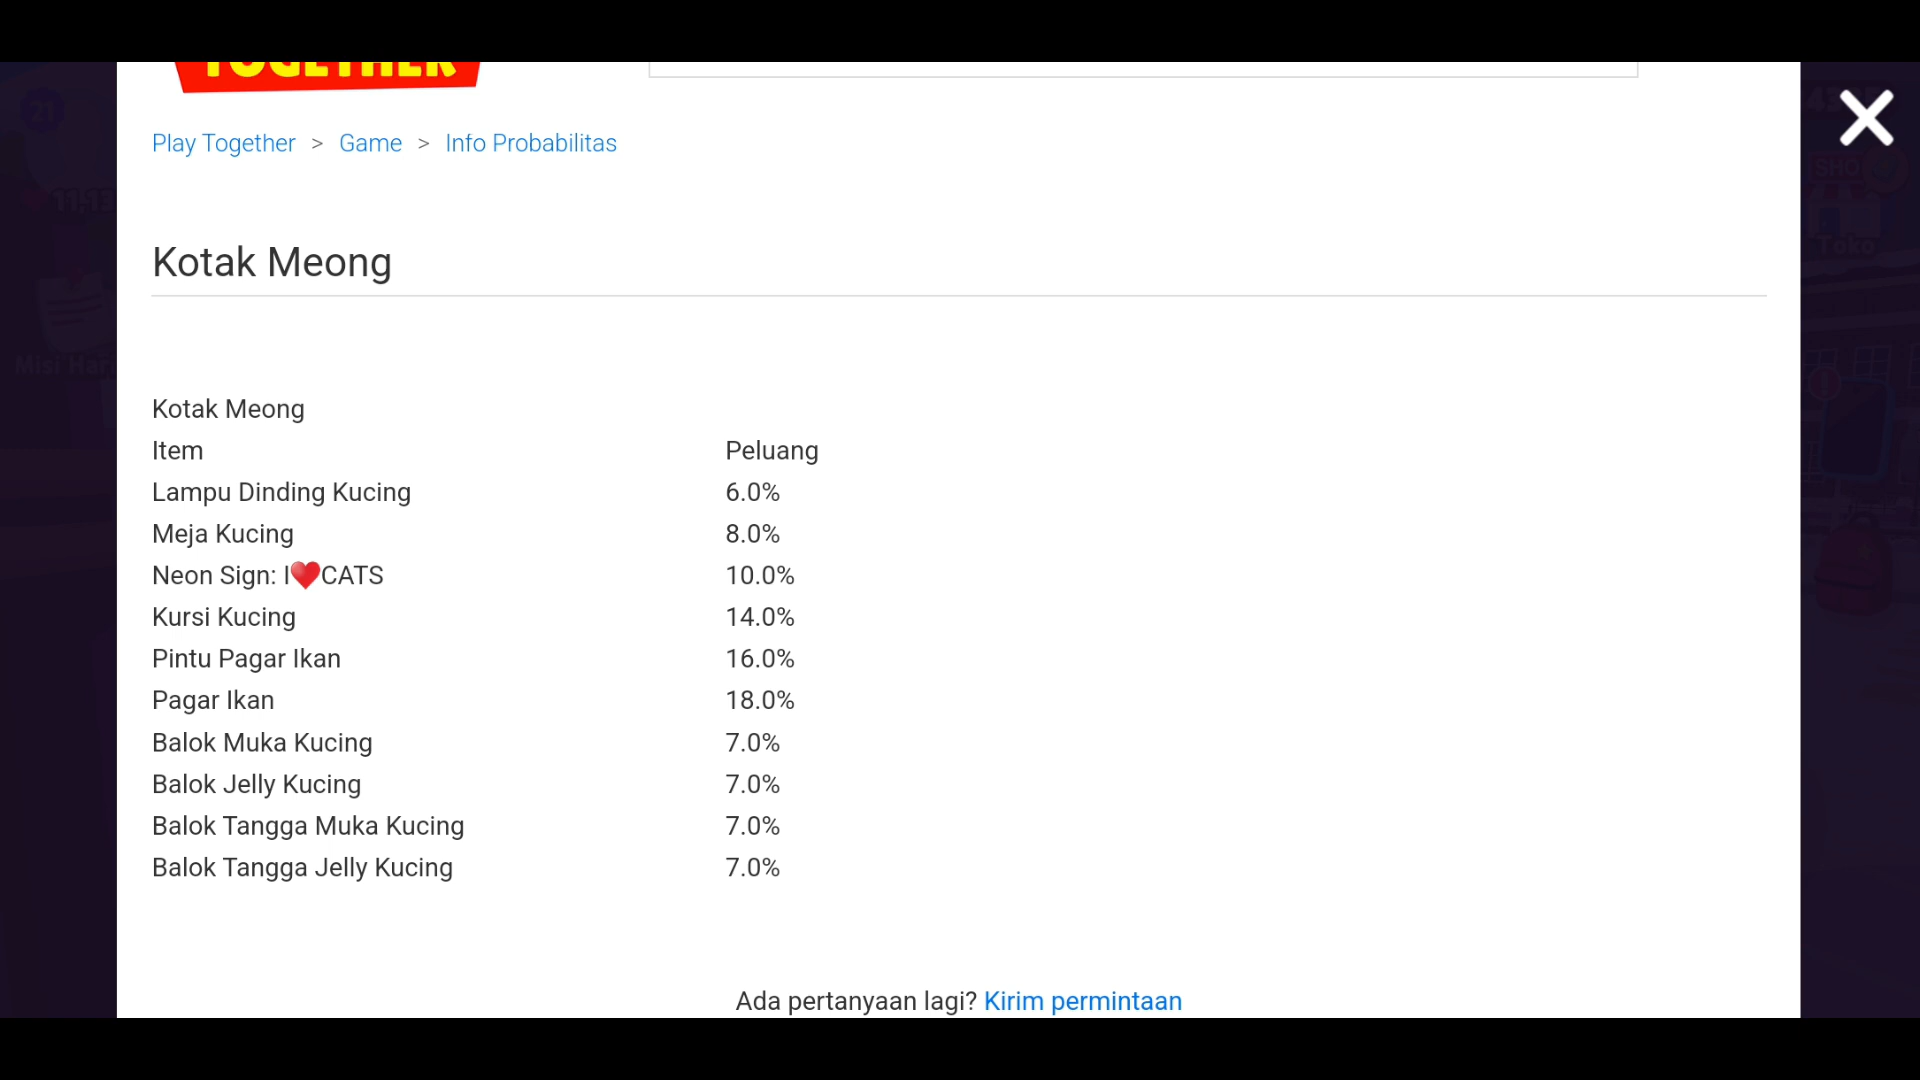 TOGETHER
Play Together > Game > Info Probabilitas
Kotak Meong
Kotak Meong
Item Peluang
Lampu Dinding Kucing 6.0%
Meja Kucing 8.0%
Neon Sign: I❤️CATS 10.0%
Kursi Kucing 14.0%
Pintu Pagar Ikan 16.0%
Pagar Ikan 18.0%
Balok Muka Kucing 7.0%
Balok Jelly Kucing 7.0%
Balok Tangga Muka Kucing 7.0%
Balok Tangga Jelly Kucing 7.0%
Ada pertanyaan lagi? Kirim permintaan
21
Toko